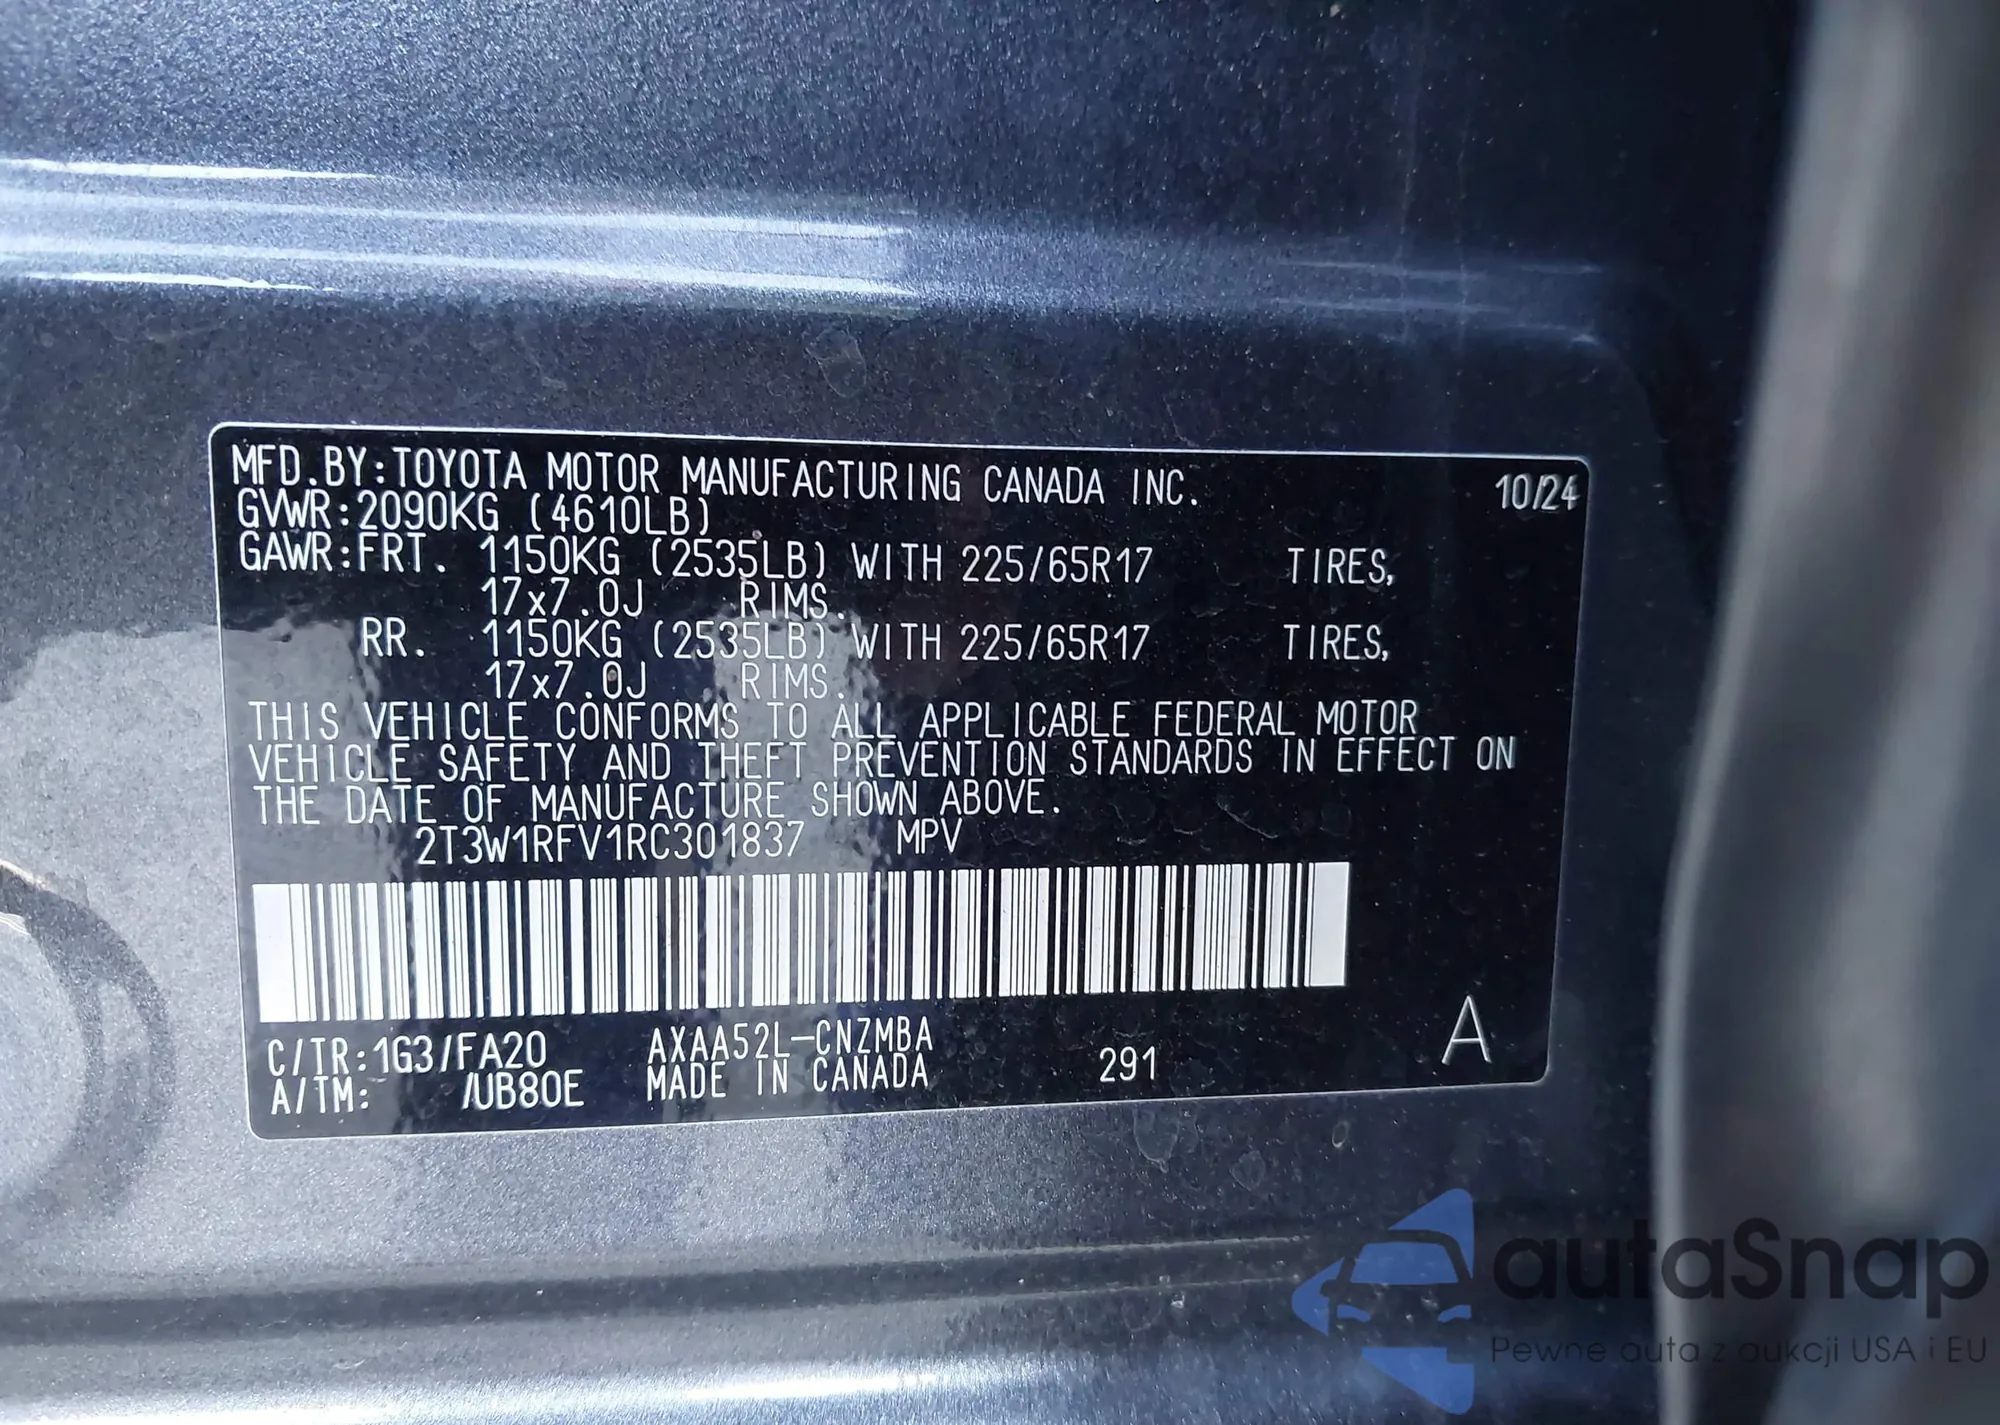 MFD.BY:TOYOTA MOTOR MANUFACTURING CANADA INC. 10/24
GVWR:2090KG (4610LB)
GAWR:FRT. 1150KG (2535LB) WITH 225/65R17 TIRES,
17x7.0J RIMS.
RR. 1150KG (2535LB) WITH 225/65R17 TIRES,
17x7.0J RIMS.
THIS VEHICLE CONFORMS TO ALL APPLICABLE FEDERAL MOTOR
VEHICLE SAFETY AND THEFT PREVENTION STANDARDS IN EFFECT ON
THE DATE OF MANUFACTURE SHOWN ABOVE.
2T3W1RFV1RC301837 MPV
C/TR:1G3/FA20 AXAA52L-CNZMBA 291 A
A/TM: /UB80E MADE IN CANADA
autoSnap
Pewne auta z aukcji USA i EU